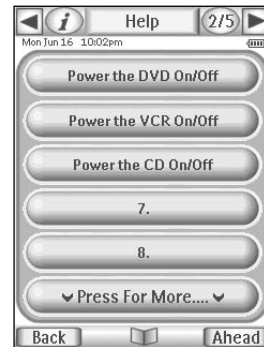 i Help 2/5
Mon Jun 16 10:02pm
Power the DVD On/Off
Power the VCR On/Off
Power the CD On/Off
7.
8.
Press For More....
Back Ahead